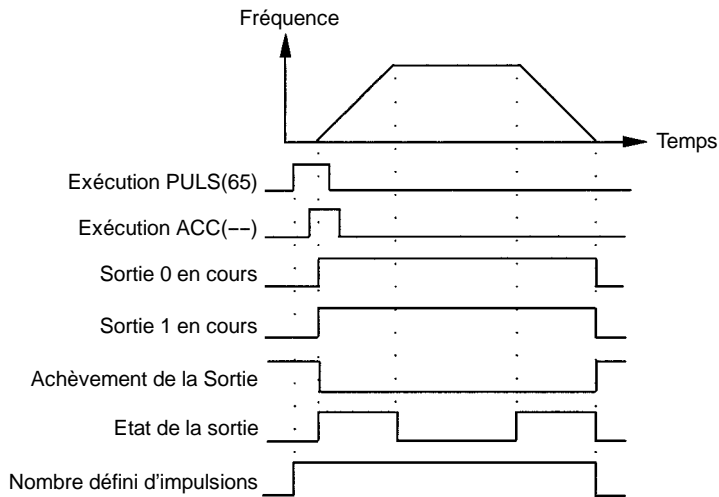 Fréquence
Temps
Exécution PULS(65)
Exécution ACC(−−)
Sortie 0 en cours
Sortie 1 en cours
Achèvement de la Sortie
Etat de la sortie
Nombre défini d’impulsions